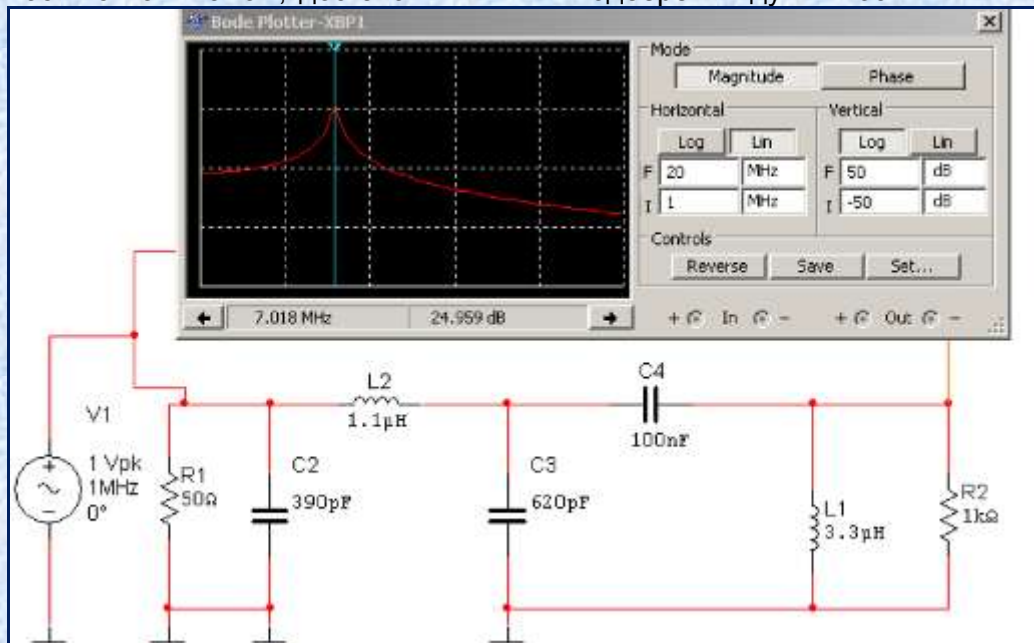 Bode Plotter-XBP1
Mode
Magnitude Phase
Horizontal Vertical
Log Lin Log Lin
F 20 MHz F 50 dB
I 1 MHz I -50 dB
Controls
Reverse Save Set...
7.018 MHz 24.959 dB + In - + Out -
V1
1 Vpk
1MHz
0°
R1
50Ω
C2
390pF
L2
1.1μH
C3
620pF
C4
100nF
L1
3.3μH
R2
1kΩ